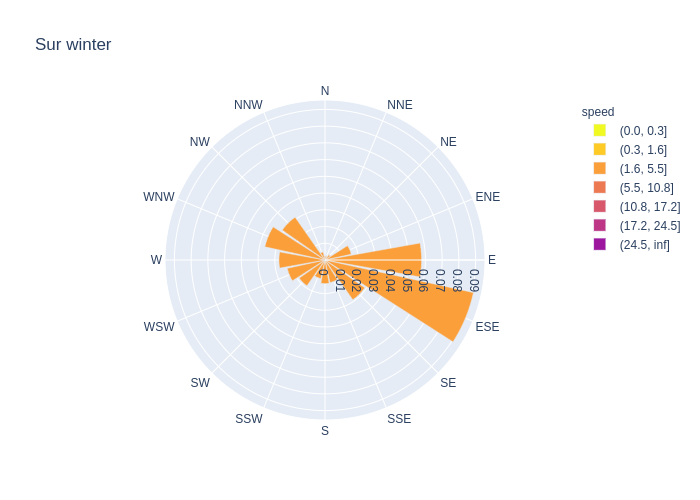 Sur winter
N
NNE
NE
ENE
E
ESE
SE
SSE
S
SSW
SW
WSW
W
WNW
NW
NNW
0
0.01
0.02
0.03
0.04
0.05
0.06
0.07
0.08
0.09
speed
(0.0, 0.3]
(0.3, 1.6]
(1.6, 5.5]
(5.5, 10.8]
(10.8, 17.2]
(17.2, 24.5]
(24.5, inf]